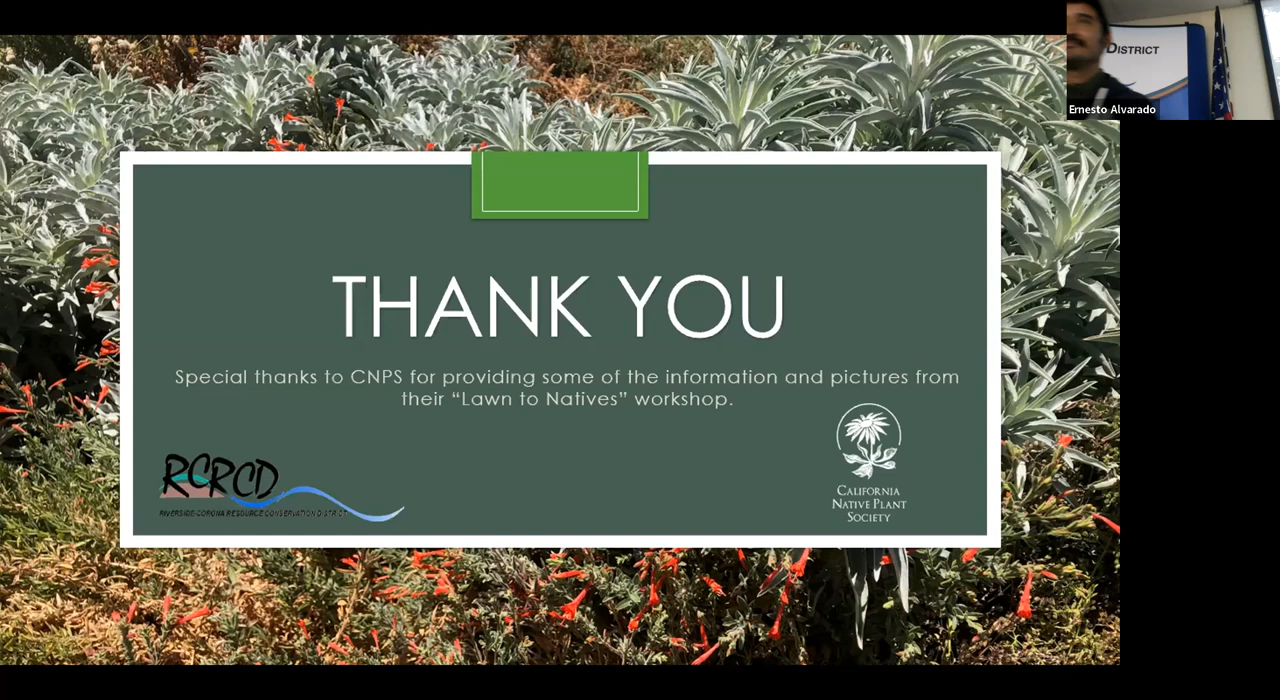 DISTRICT
Ernesto Alvarado
THANK YOU
Special thanks to CNPS for providing some of the information and pictures from
their “Lawn to Natives” workshop.
RCRCD
RIVERSIDE-CORONA RESOURCE CONSERVATION DISTRICT
CALIFORNIA
NATIVE PLANT
SOCIETY